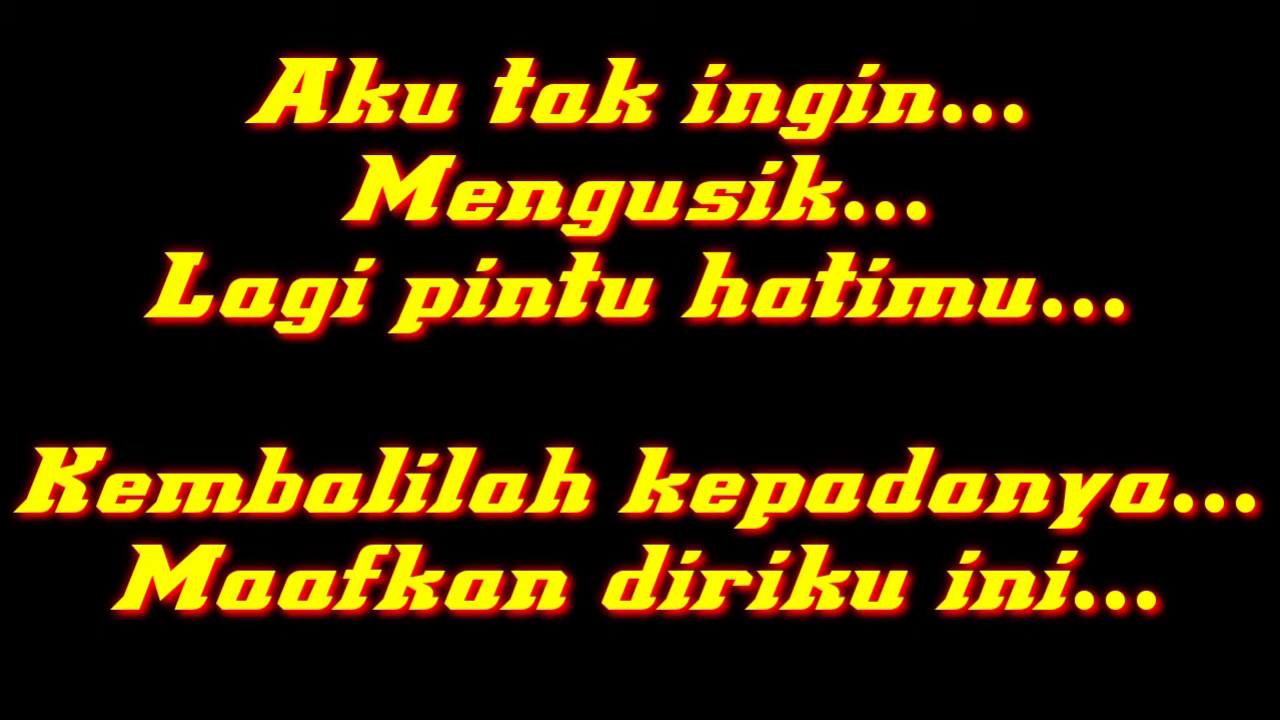 Aku tak ingin...
Mengusik...
Lagi pintu hatimu...
Kembalilah kepadanya...
Maafkan diriku ini...